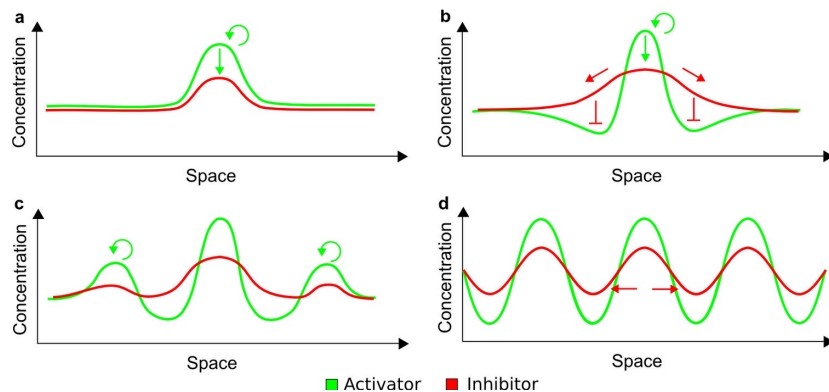 a
Concentration
Space
b
Concentration
Space
c
Concentration
Space
d
Concentration
Space
Activator Inhibitor